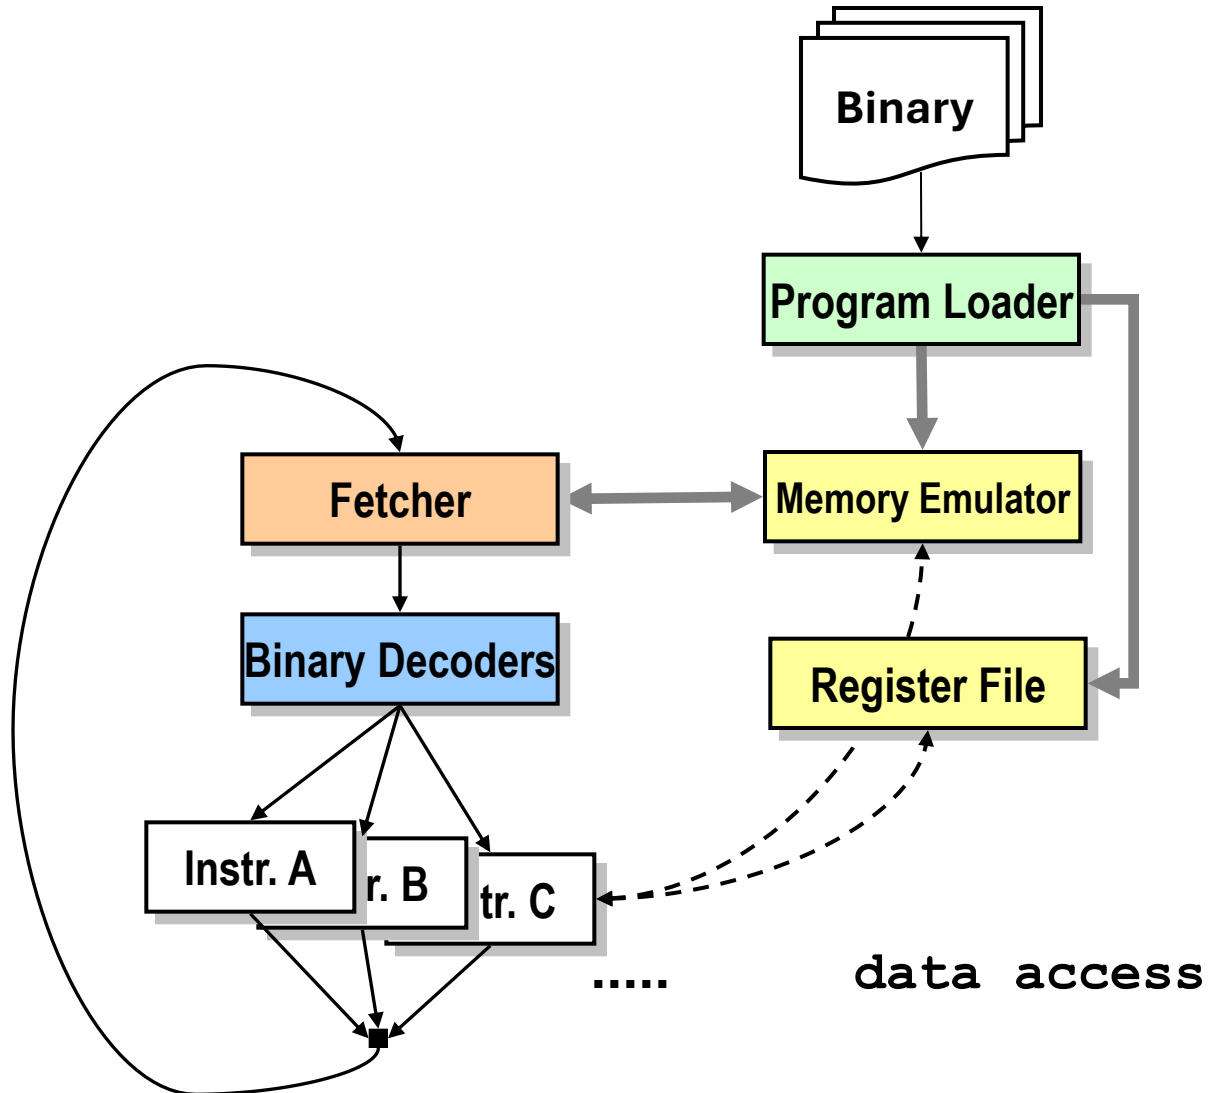 Binary
Program Loader
Fetcher
Memory Emulator
Binary Decoders
Register File
Instr. A
r. B
tr. C
.....
data access